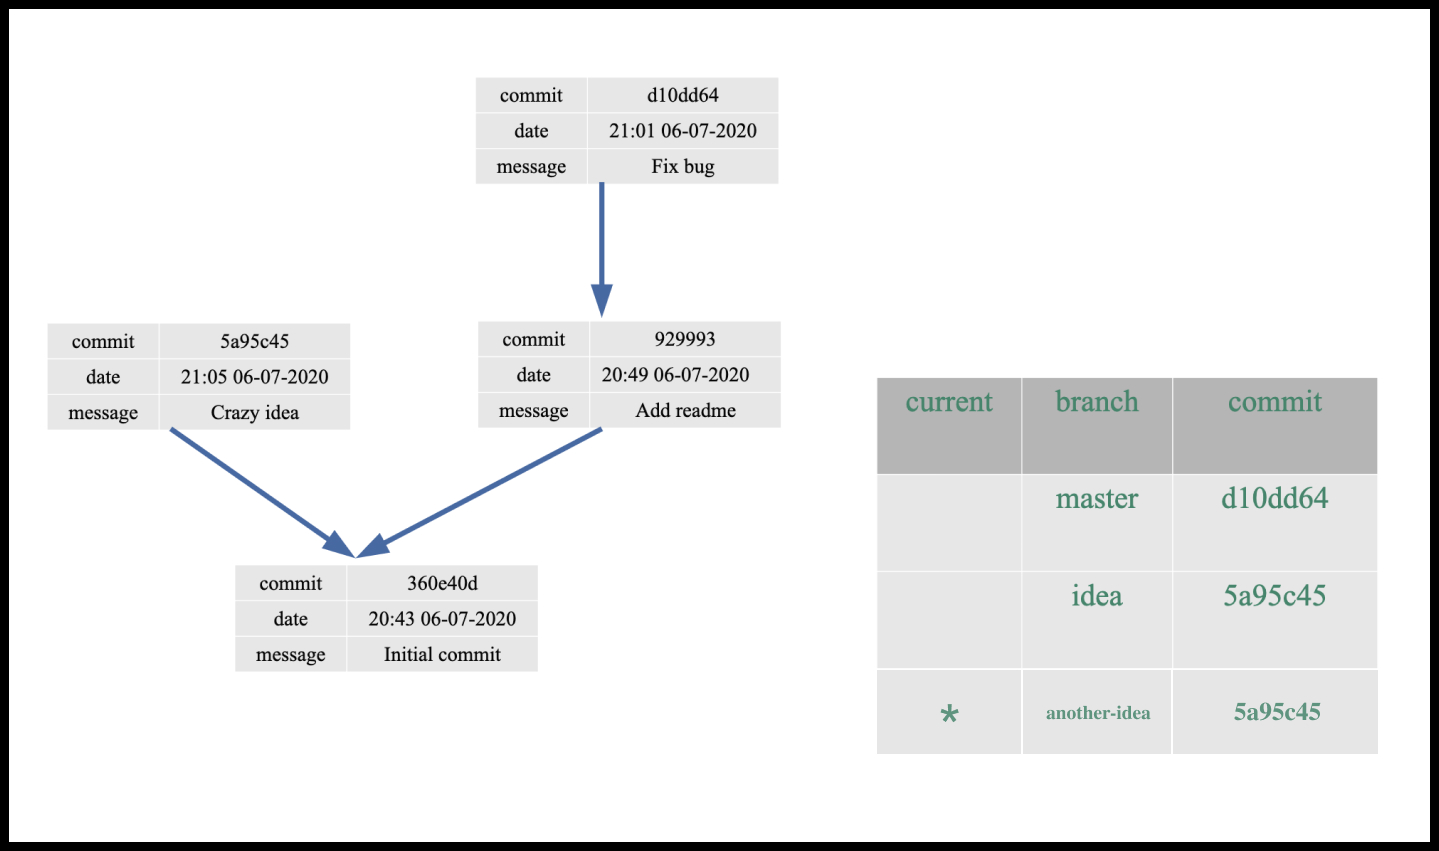 commit d10dd64
date 21:01 06-07-2020
message Fix bug
commit 5a95c45
date 21:05 06-07-2020
message Crazy idea
commit 929993
date 20:49 06-07-2020
message Add readme
commit 360e40d
date 20:43 06-07-2020
message Initial commit
current branch commit
master d10dd64
idea 5a95c45
* another-idea 5a95c45